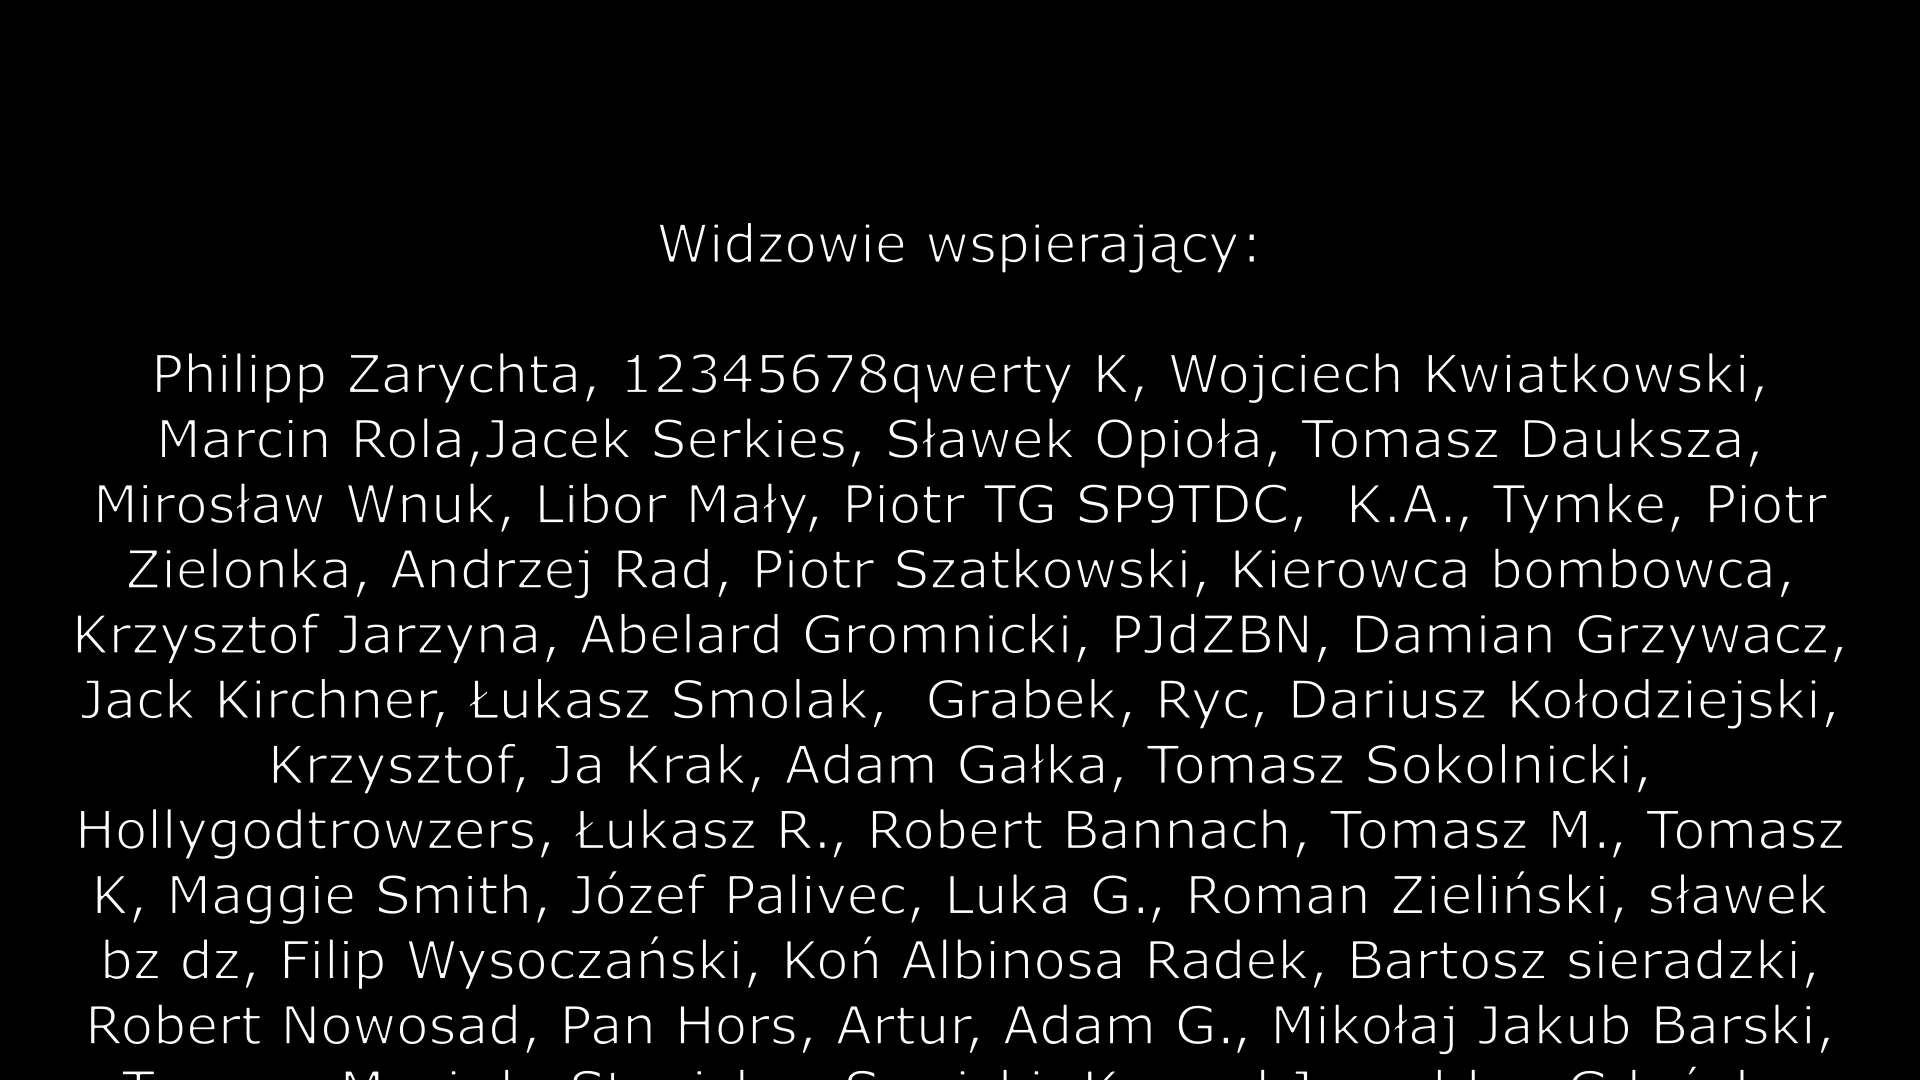 Widzowie wspierający:
Philipp Zarychta, 12345678qwerty K, Wojciech Kwiatkowski,
Marcin Rola,Jacek Serkies, Sławek Opioła, Tomasz Dauksza,
Mirosław Wnuk, Libor Mały, Piotr TG SP9TDC,  K.A., Tymke, Piotr
Zielonka, Andrzej Rad, Piotr Szatkowski, Kierowca bombowca,
Krzysztof Jarzyna, Abelard Gromnicki, PJdZBN, Damian Grzywacz,
Jack Kirchner, Łukasz Smolak,  Grabek, Ryc, Dariusz Kołodziejski,
Krzysztof, Ja Krak, Adam Gałka, Tomasz Sokolnicki,
Hollygodtrowzers, Łukasz R., Robert Bannach, Tomasz M., Tomasz
K, Maggie Smith, Józef Palivec, Luka G., Roman Zieliński, sławek
bz dz, Filip Wysoczański, Koń Albinosa Radek, Bartosz sieradzki,
Robert Nowosad, Pan Hors, Artur, Adam G., Mikołaj Jakub Barski,